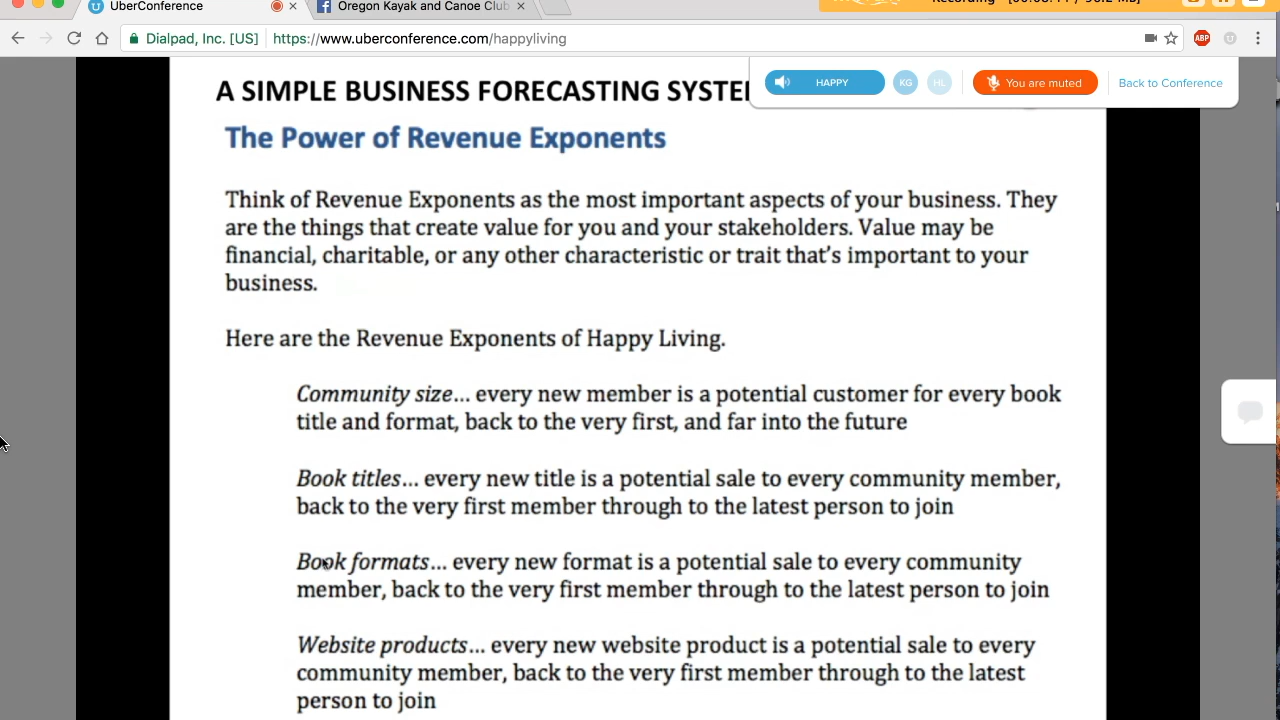 UberConference
Oregon Kayak and Canoe Club
Dialpad, Inc. [US]
https://www.uberconference.com/happyliving
ABP
HAPPY
KG
HL
You are muted
Back to Conference
A SIMPLE BUSINESS FORECASTING
The Power of Revenue Exponents
Think of Revenue Exponents as the most important aspects of your business. They
are the things that create value for you and your stakeholders. Value may be
financial, charitable, or any other characteristic or trait that's important to your
business.
Here are the Revenue Exponents of Happy Living.
Community size... every new member is a potential customer for every book
title and format, back to the very first, and far into the future
Book titles... every new title is a potential sale to every community member,
back to the very first member through to the latest person to join
Book formats... every new format is a potential sale to every community
member, back to the very first member through to the latest person to join
Website products... every new website product is a potential sale to every
community member, back to the very first member through to the latest
person to join